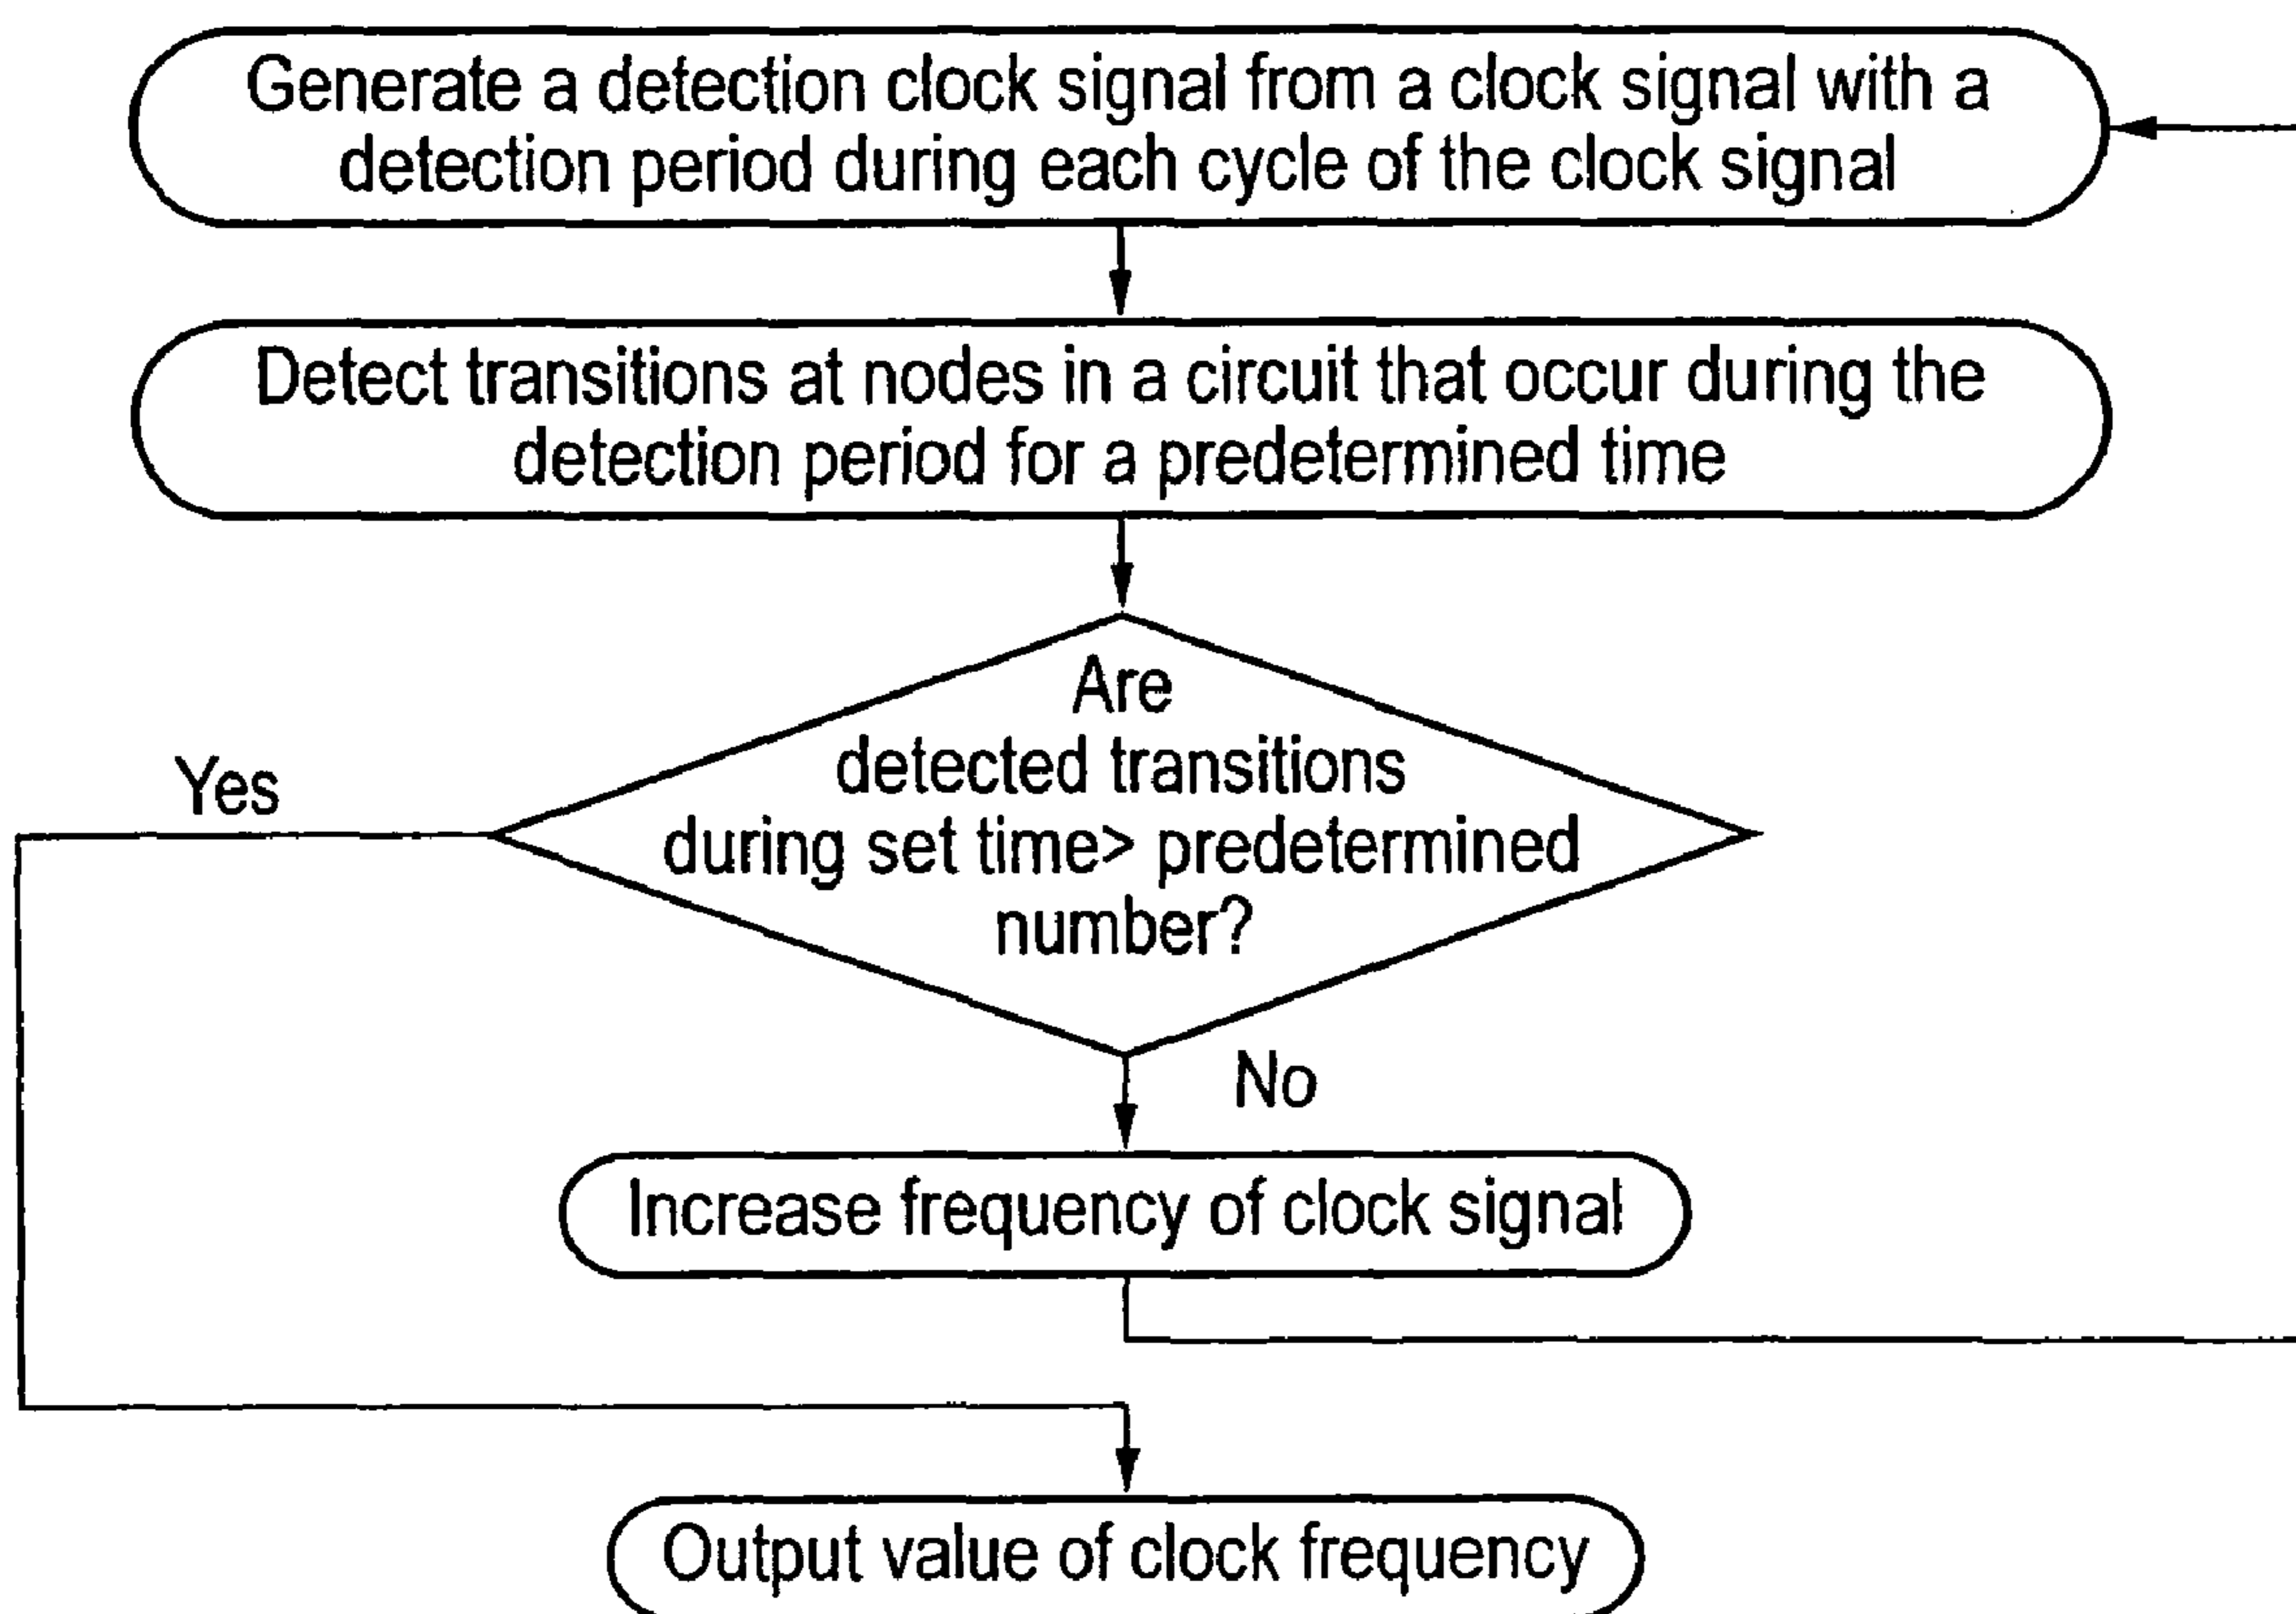 Generate a detection clock signal from a clock signal with a
detection period during each cycle of the clock signal
Detect transitions at nodes in a circuit that occur during the
detection period for a predetermined time
Are
detected transitions
during set time> predetermined
number?
Yes
No
Increase frequency of clock signal
Output value of clock frequency